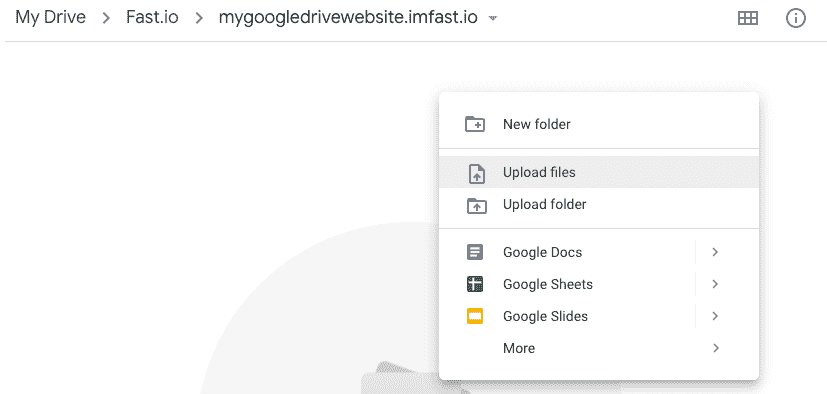 My Drive > Fast.io > mygoogledrivewebsite.imfast.io
New folder
Upload files
Upload folder
Google Docs
Google Sheets
Google Slides
More